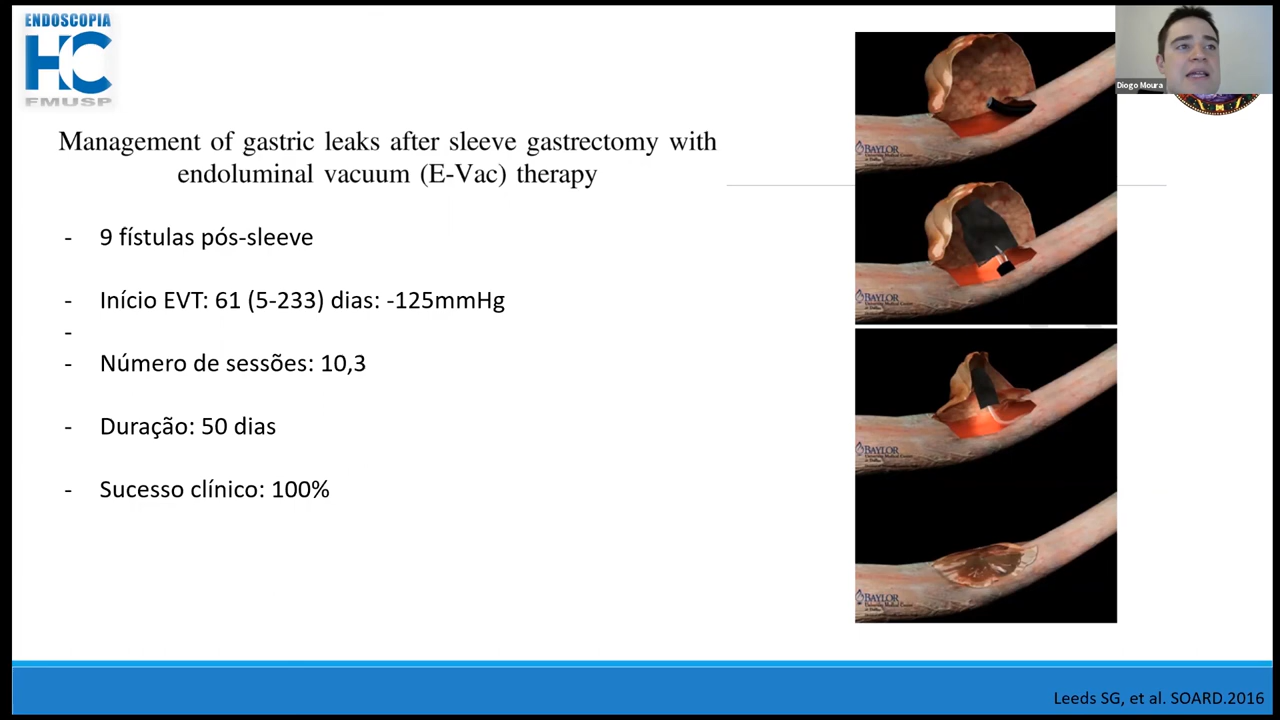 ENDOSCOPIA
HC
FMUSP
Diogo Moura
Management of gastric leaks after sleeve gastrectomy with
endoluminal vacuum (E-Vac) therapy
- 9 fístulas pós-sleeve
- Início EVT: 61 (5-233) dias: -125mmHg
-
- Número de sessões: 10,3
- Duração: 50 dias
- Sucesso clínico: 100%
BAYLOR
BAYLOR
BAYLOR
BAYLOR
Leeds SG, et al. SOARD.2016